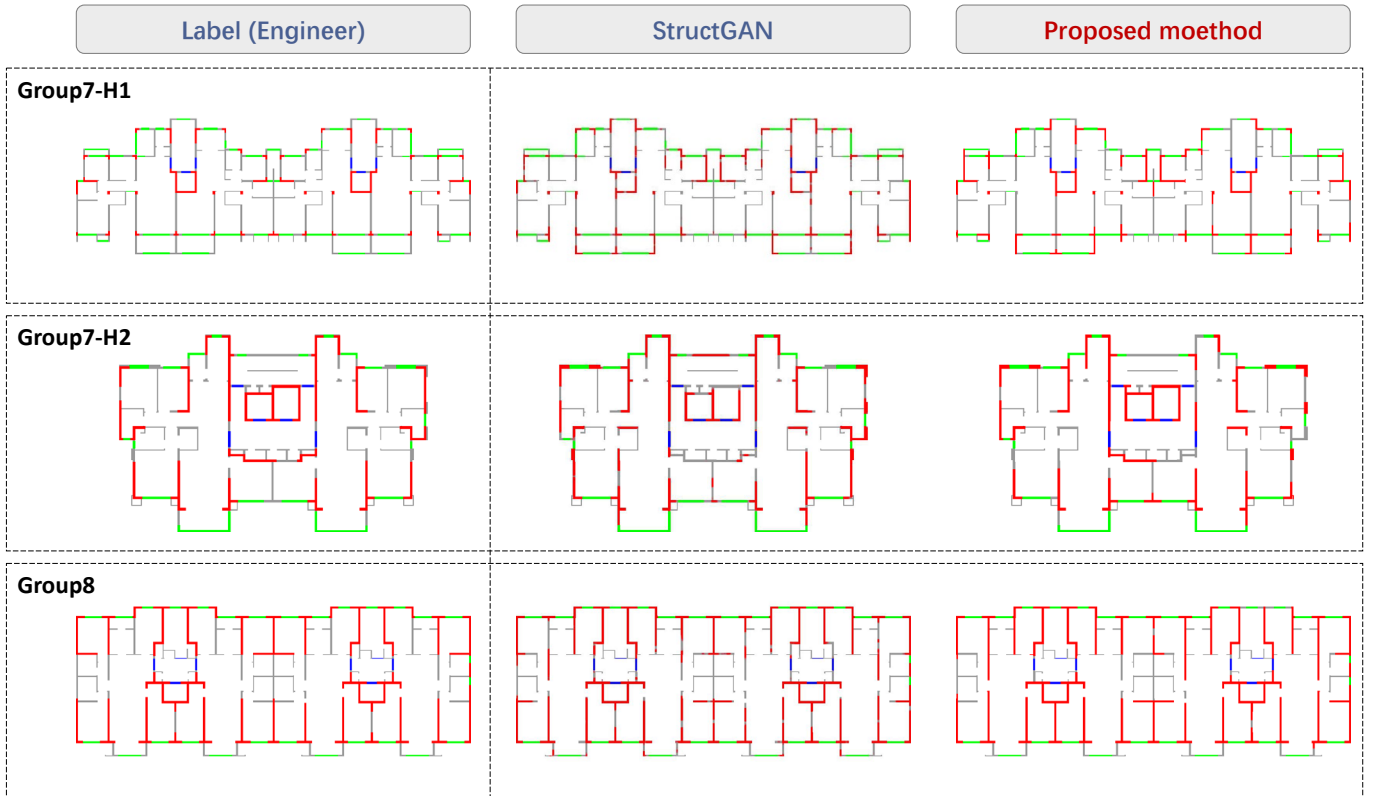 Label (Engineer)
StructGAN
Proposed moethod
Group7-H1
Group7-H2
Group8